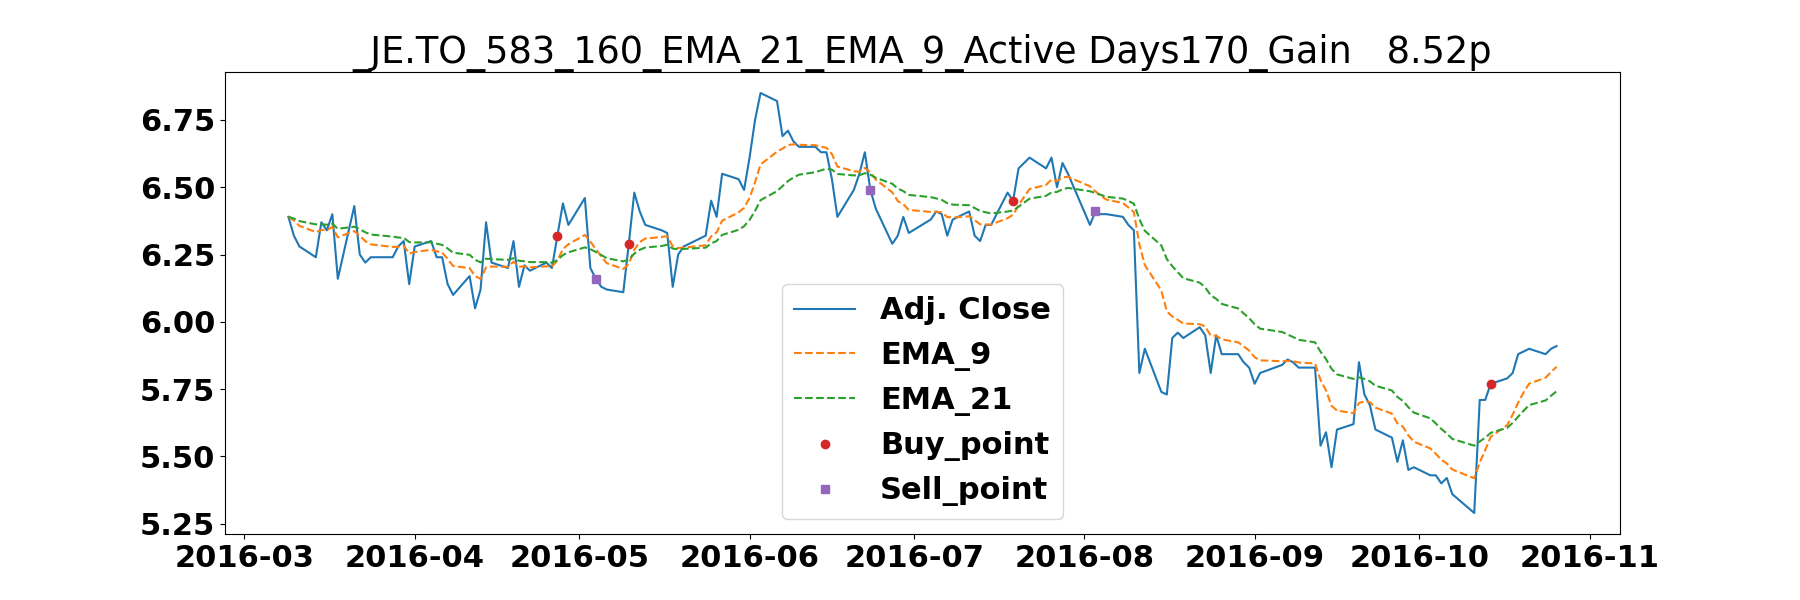 _JE.TO_583_160_EMA_21_EMA_9_Active Days170_Gain   8.52p
6.75
6.50
6.25
6.00
5.75
5.50
5.25
Adj. Close
EMA_9
EMA_21
Buy_point
Sell_point
2016-03 2016-04 2016-05 2016-06 2016-07 2016-08 2016-09 2016-10 2016-11